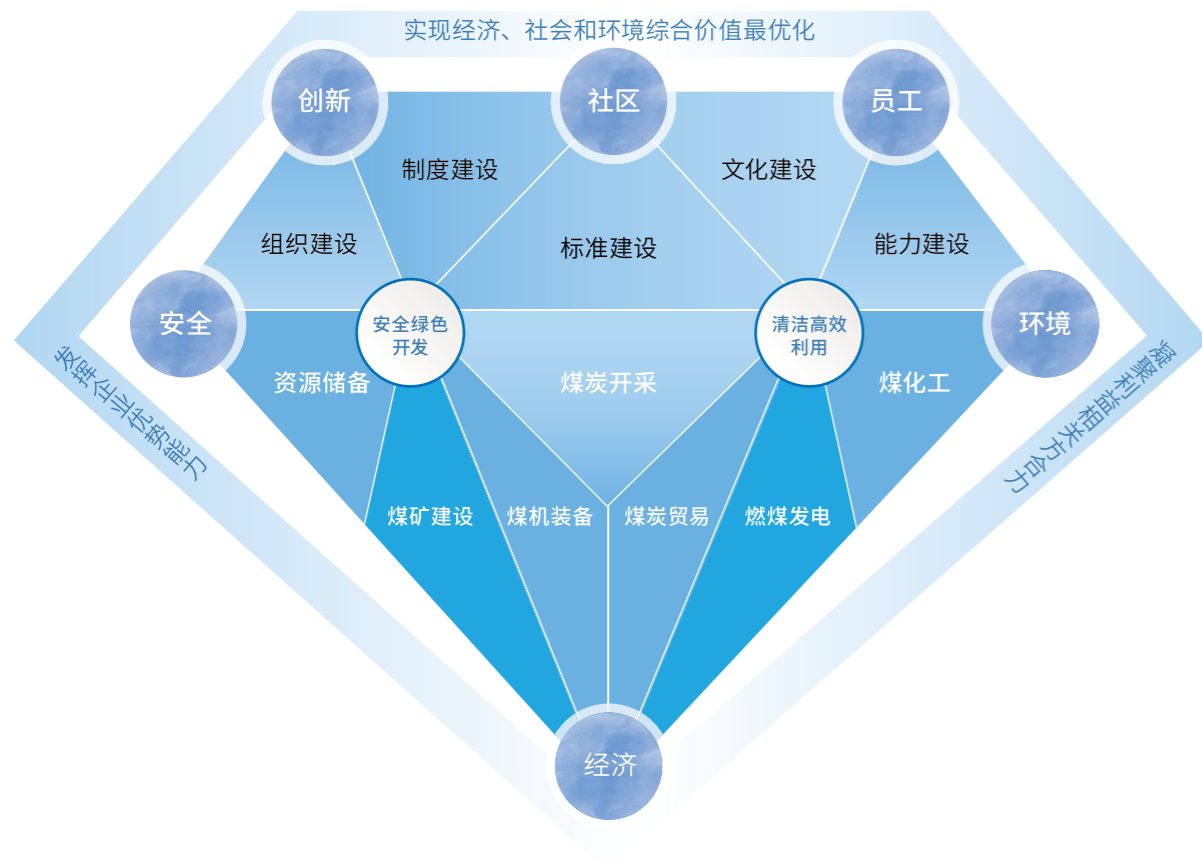 实现经济、社会和环境综合价值最优化
创新
社区
员工
制度建设
文化建设
组织建设
标准建设
能力建设
安全
安全绿色
开发
清洁高效
利用
环境
发挥企业优势能力
资源储备
煤炭开采
煤化工
凝聚利益相关方合力
煤矿建设
煤机装备
煤炭贸易
燃煤发电
经济